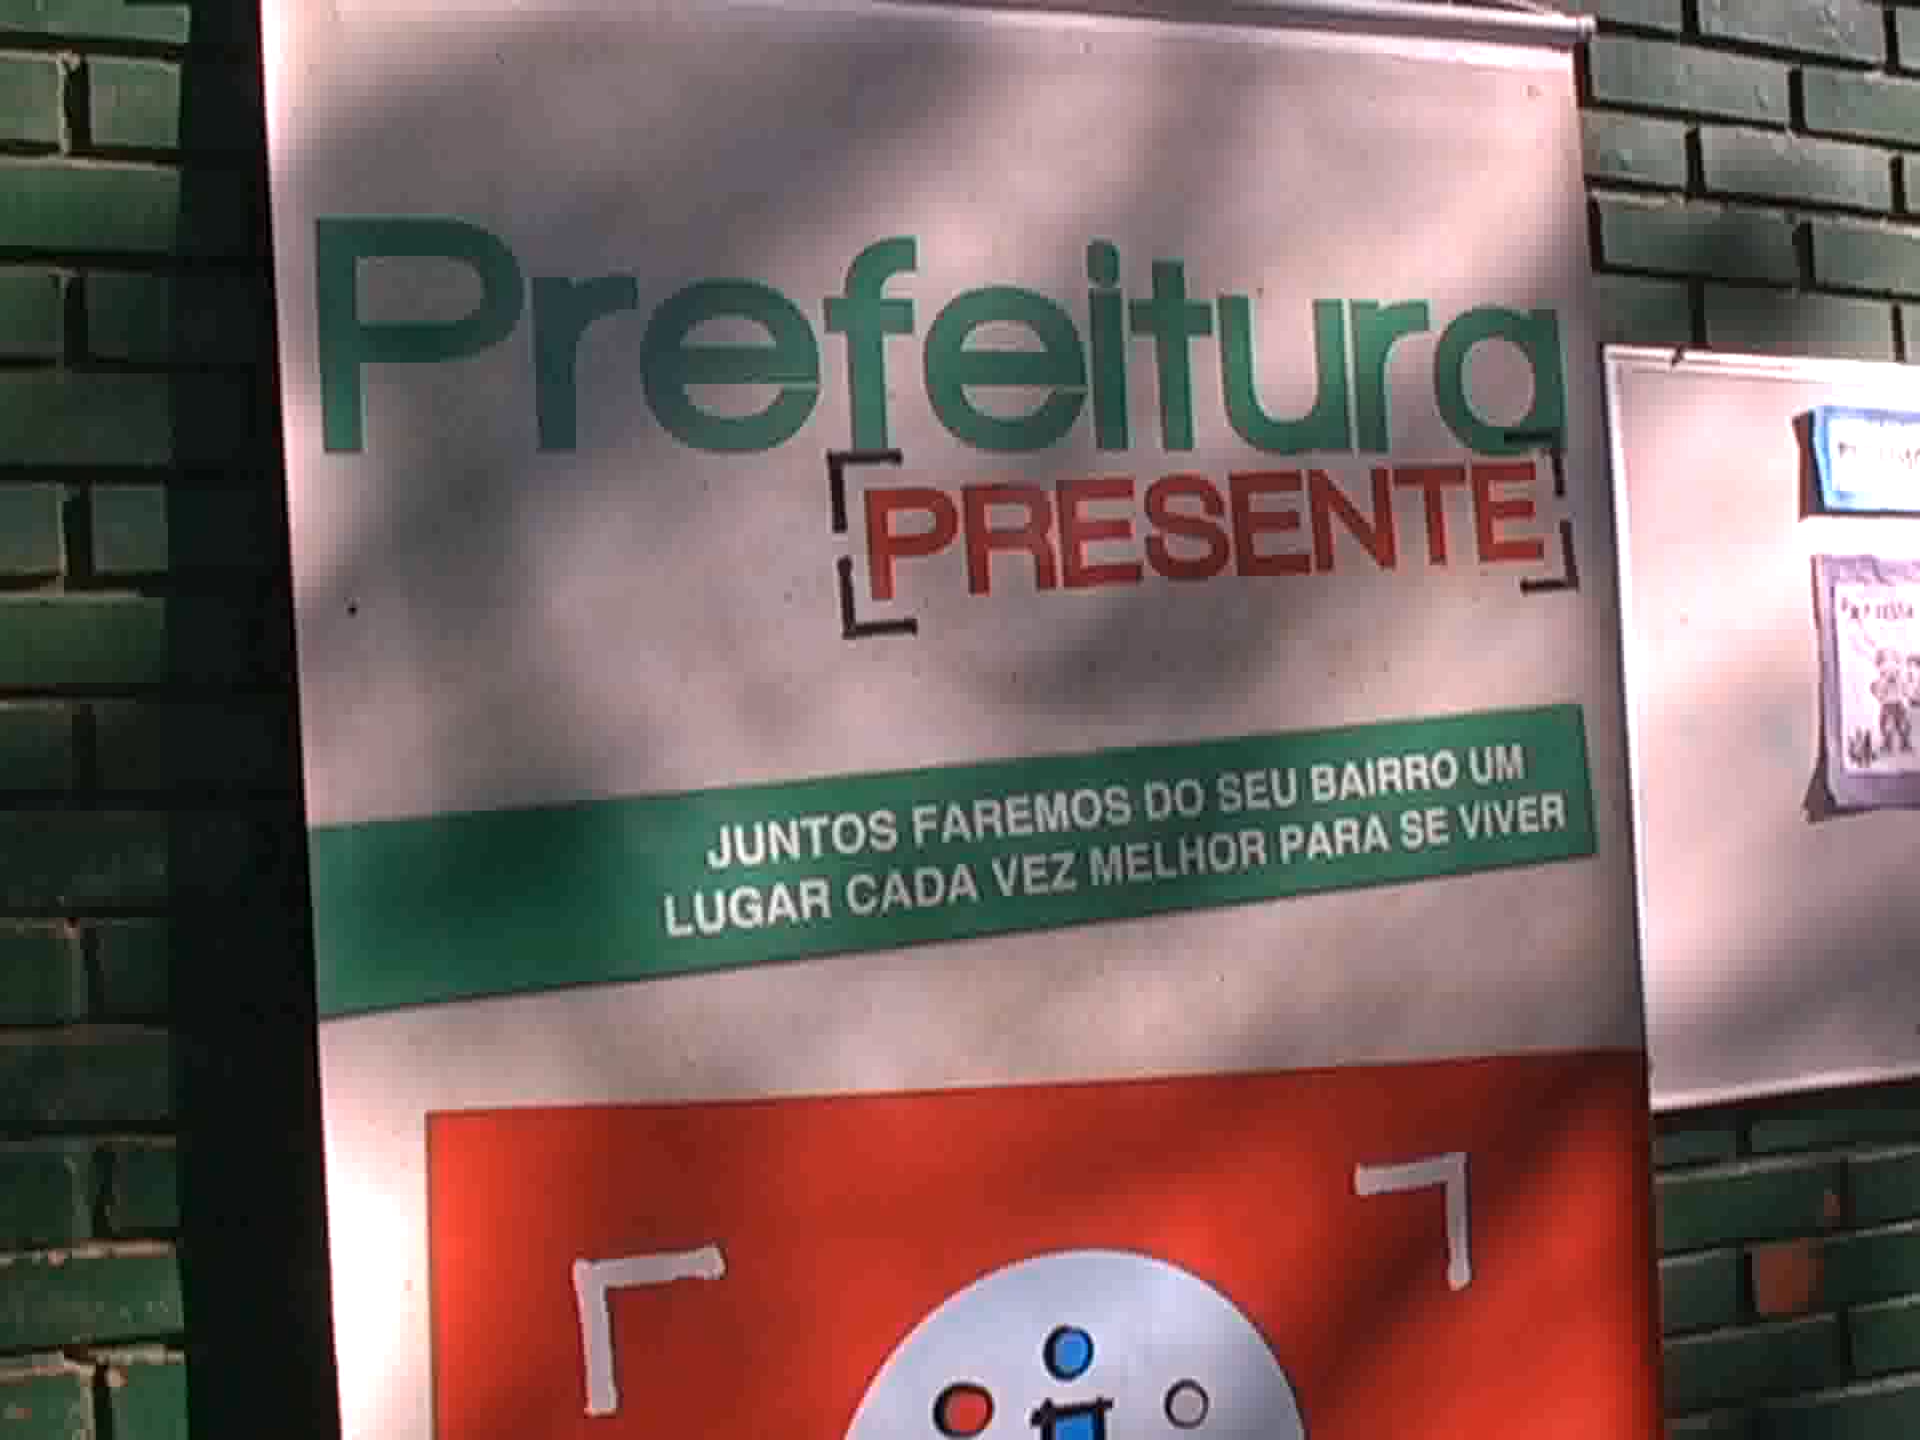 Prefeitura
PRESENTE
JUNTOS FAREMOS DO SEU BAIRRO UM
LUGAR CADA VEZ MELHOR PARA SE VIVER